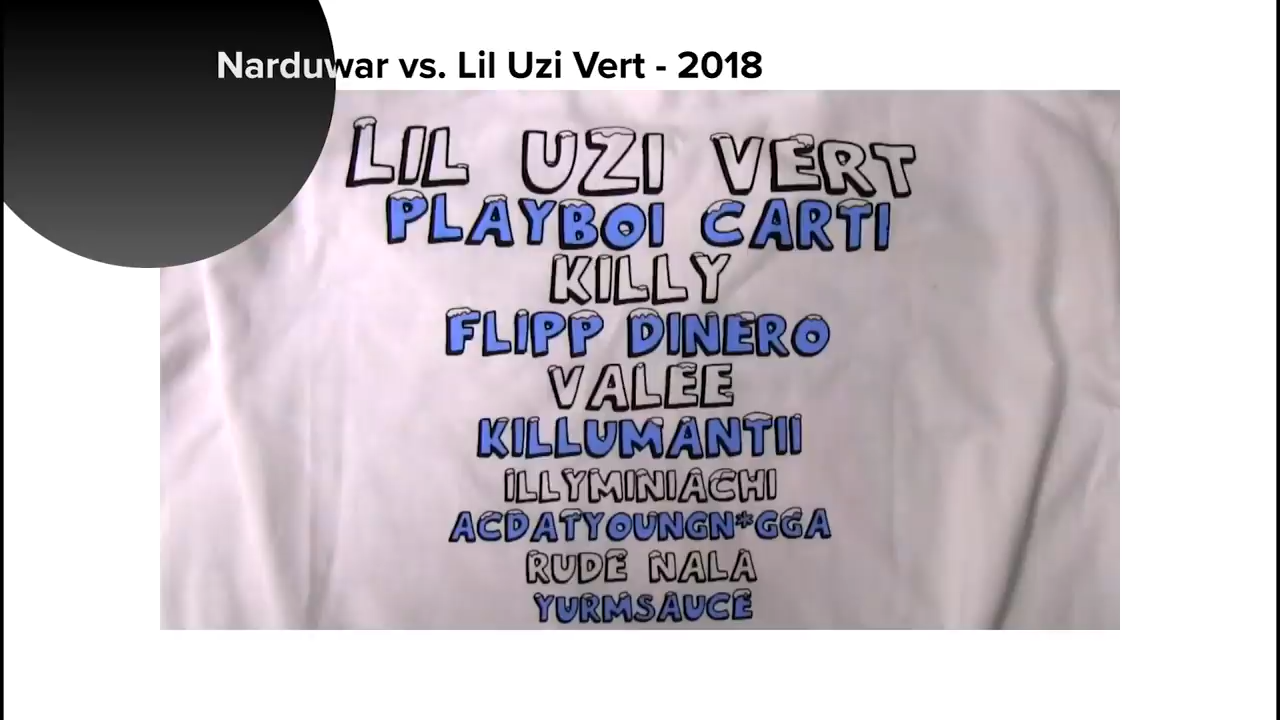 Narduwar vs. Lil Uzi Vert - 2018
LIL UZI VERT
PLAYBOI CARTI
KILLY
FLIPP DINERO
VALEE
KILLUMANTII
ILLYMINIACHI
ACDATYOUNGN*GGA
RUDE NALA
YURMSAUCE